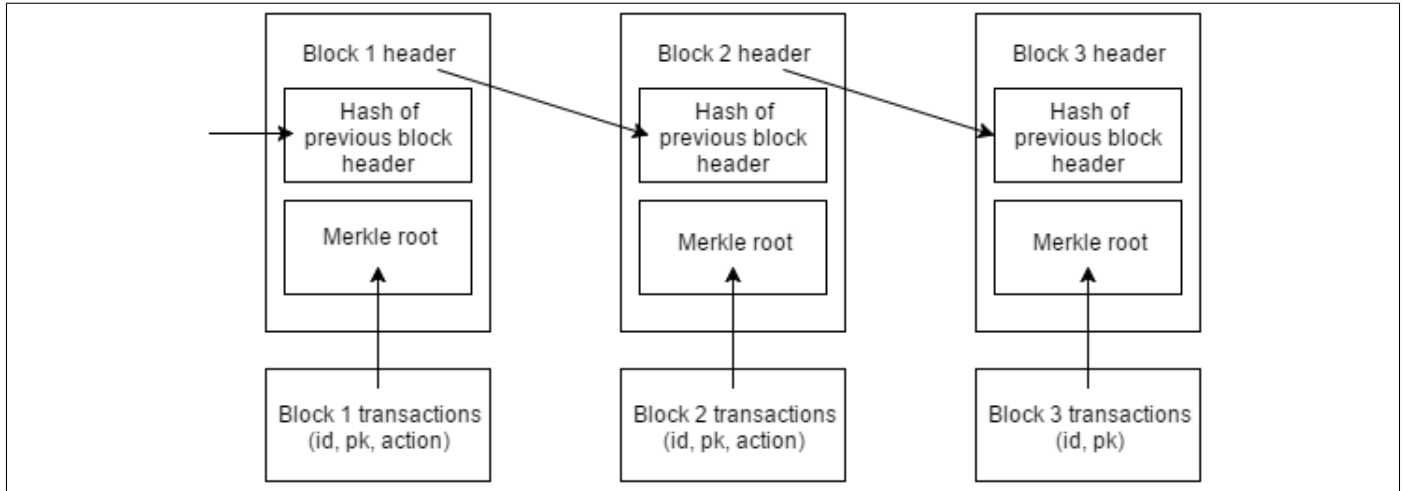 Block 1 header
Hash of
previous block
header
Merkle root
Block 1 transactions
(id, pk, action)
Block 2 header
Hash of
previous block
header
Merkle root
Block 2 transactions
(id, pk, action)
Block 3 header
Hash of
previous block
header
Merkle root
Block 3 transactions
(id, pk)